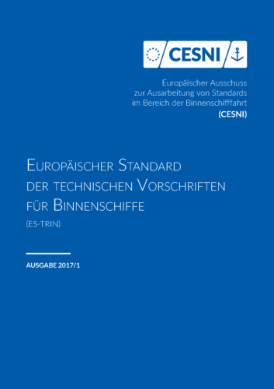 CESNI
Europäischer Ausschuss
zur Ausarbeitung von Standards
im Bereich der Binnenschifffahrt
(CESNI)
EUROPÄISCHER STANDARD
DER TECHNISCHEN VORSCHRIFTEN
FÜR BINNENSCHIFFE
(ES-TRIN)
AUSGABE 2017/1